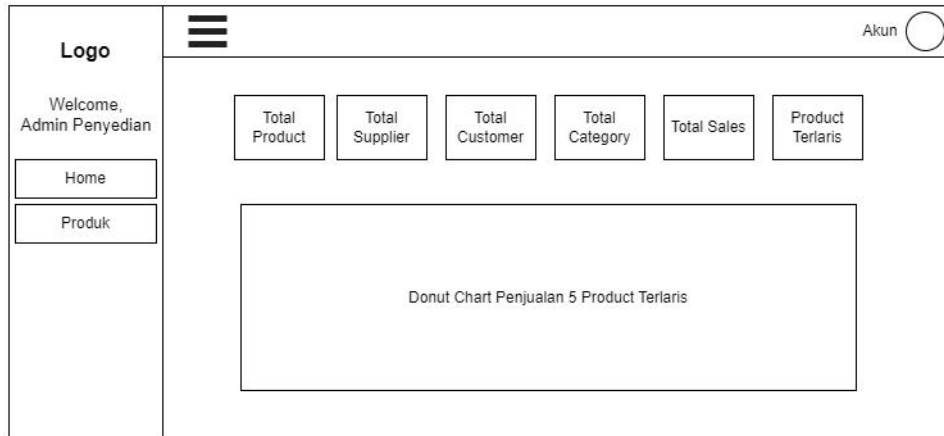 Logo
Akun
Welcome,
Admin Penyedian
Home
Produk
Total
Product
Total
Supplier
Total
Customer
Total
Category
Total Sales
Product
Terlaris
Donut Chart Penjualan 5 Product Terlaris